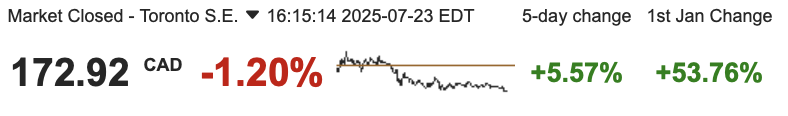 Market Closed - Toronto S.E. ▼ 16:15:14 2025-07-23 EDT 5-day change 1st Jan Change
172.92 CAD -1.20% +5.57% +53.76%